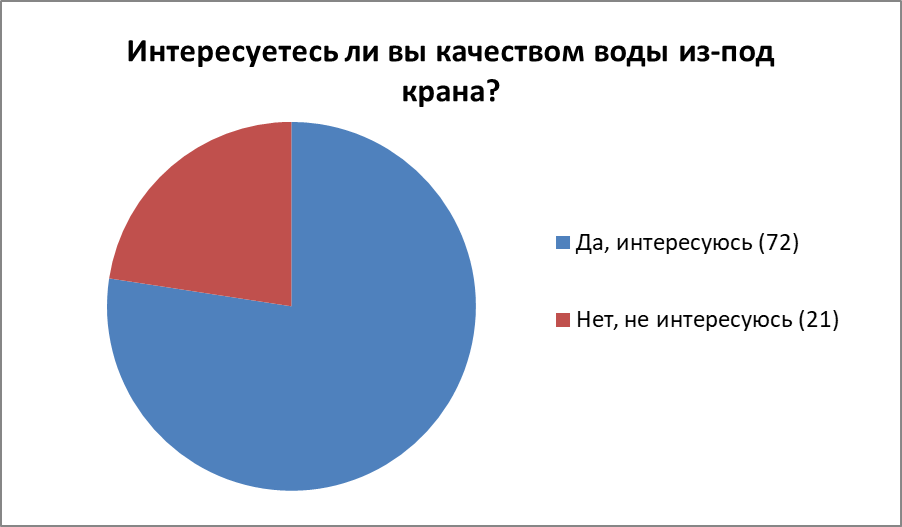 Интересуетесь ли вы качеством воды из-под
крана?
Да, интересуюсь (72)
Нет, не интересуюсь (21)